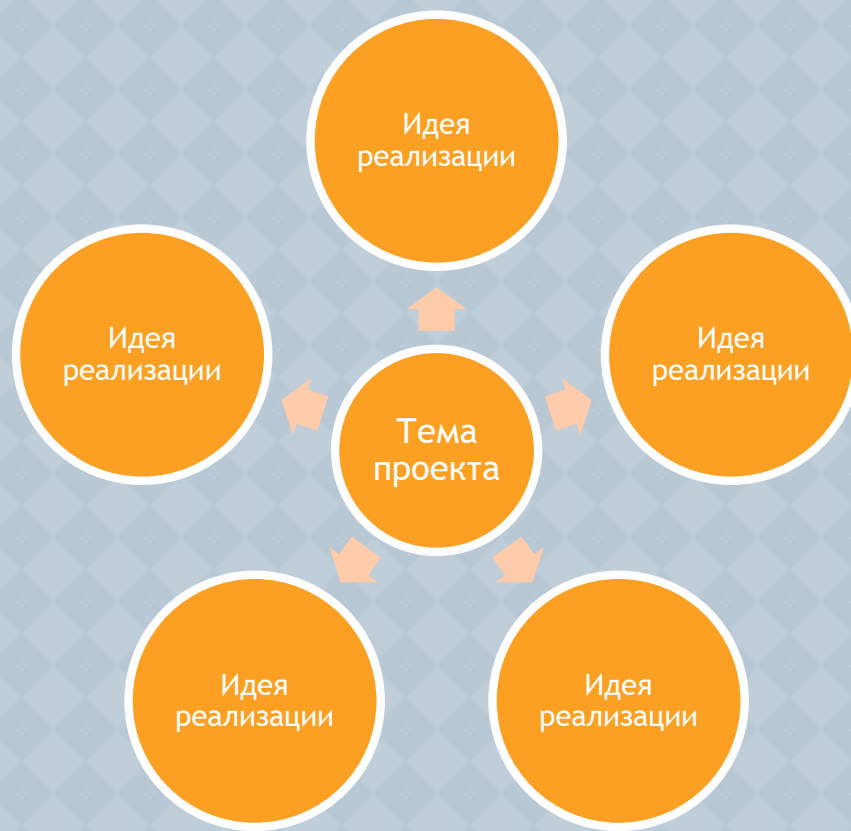 Идея
реализации
Идея
реализации
Идея
реализации
Тема
проекта
Идея
реализации
Идея
реализации